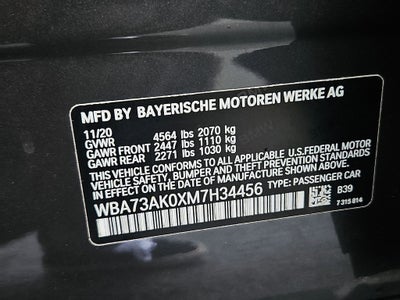 MFD BY BAYERISCHE MOTOREN WERKE AG
11/20
GVWR 4564 lbs 2070 kg
GAWR FRONT 2447 lbs 1110 kg
GAWR REAR 2271 lbs 1030 kg
THIS VEHICLE CONFORMS TO ALL APPLICABLE U.S.FEDERAL MOTOR
VEHICLE SAFETY, BUMPER, AND THEFT PREVENTION STANDARDS
IN EFFECT ON THE DATE OF MANUFACTURE SHOWN ABOVE.
WBA73AK0XM7H34456 TYPE: PASSENGER CAR
B39
7 315 814